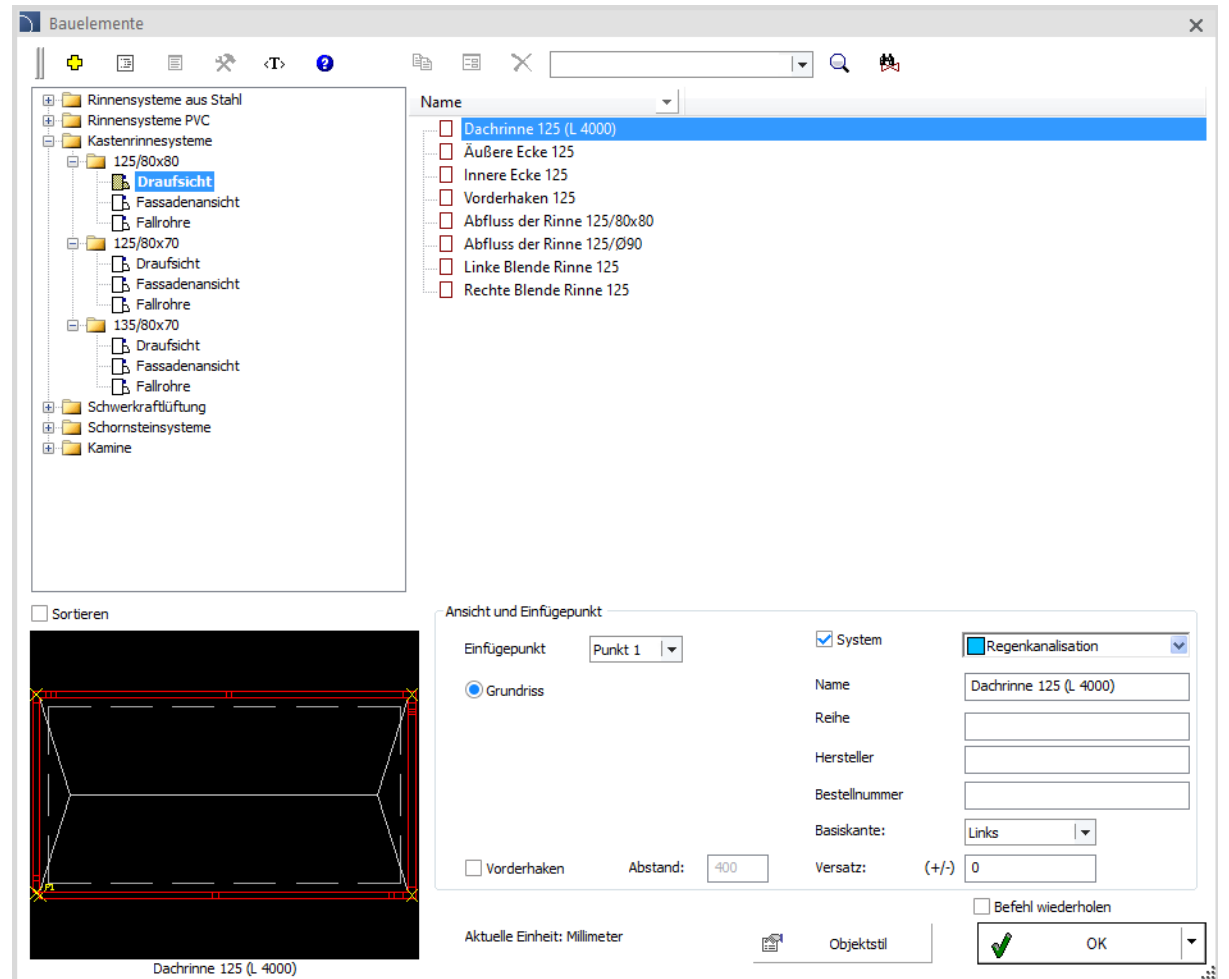 Bauelemente
<T>
Rinnensysteme aus Stahl
Rinnensysteme PVC
Kastenrinnesysteme
125/80x80
Draufsicht
Fassadenansicht
Fallrohre
125/80x70
Draufsicht
Fassadenansicht
Fallrohre
135/80x70
Draufsicht
Fassadenansicht
Fallrohre
Schwerkraftlüftung
Schornsteinsysteme
Kamine
Name
Dachrinne 125 (L 4000)
Äußere Ecke 125
Innere Ecke 125
Vorderhaken 125
Abfluss der Rinne 125/80x80
Abfluss der Rinne 125/Ø90
Linke Blende Rinne 125
Rechte Blende Rinne 125
Sortieren
P1
Dachrinne 125 (L 4000)
Ansicht und Einfügepunkt
Einfügepunkt Punkt 1
Grundriss
System Regenkanalisation
Name Dachrinne 125 (L 4000)
Reihe
Hersteller
Bestellnummer
Basiskante: Links
Vorderhaken Abstand: 400 Versatz: (+/-) 0
Befehl wiederholen
Aktuelle Einheit: Millimeter Objektstil OK